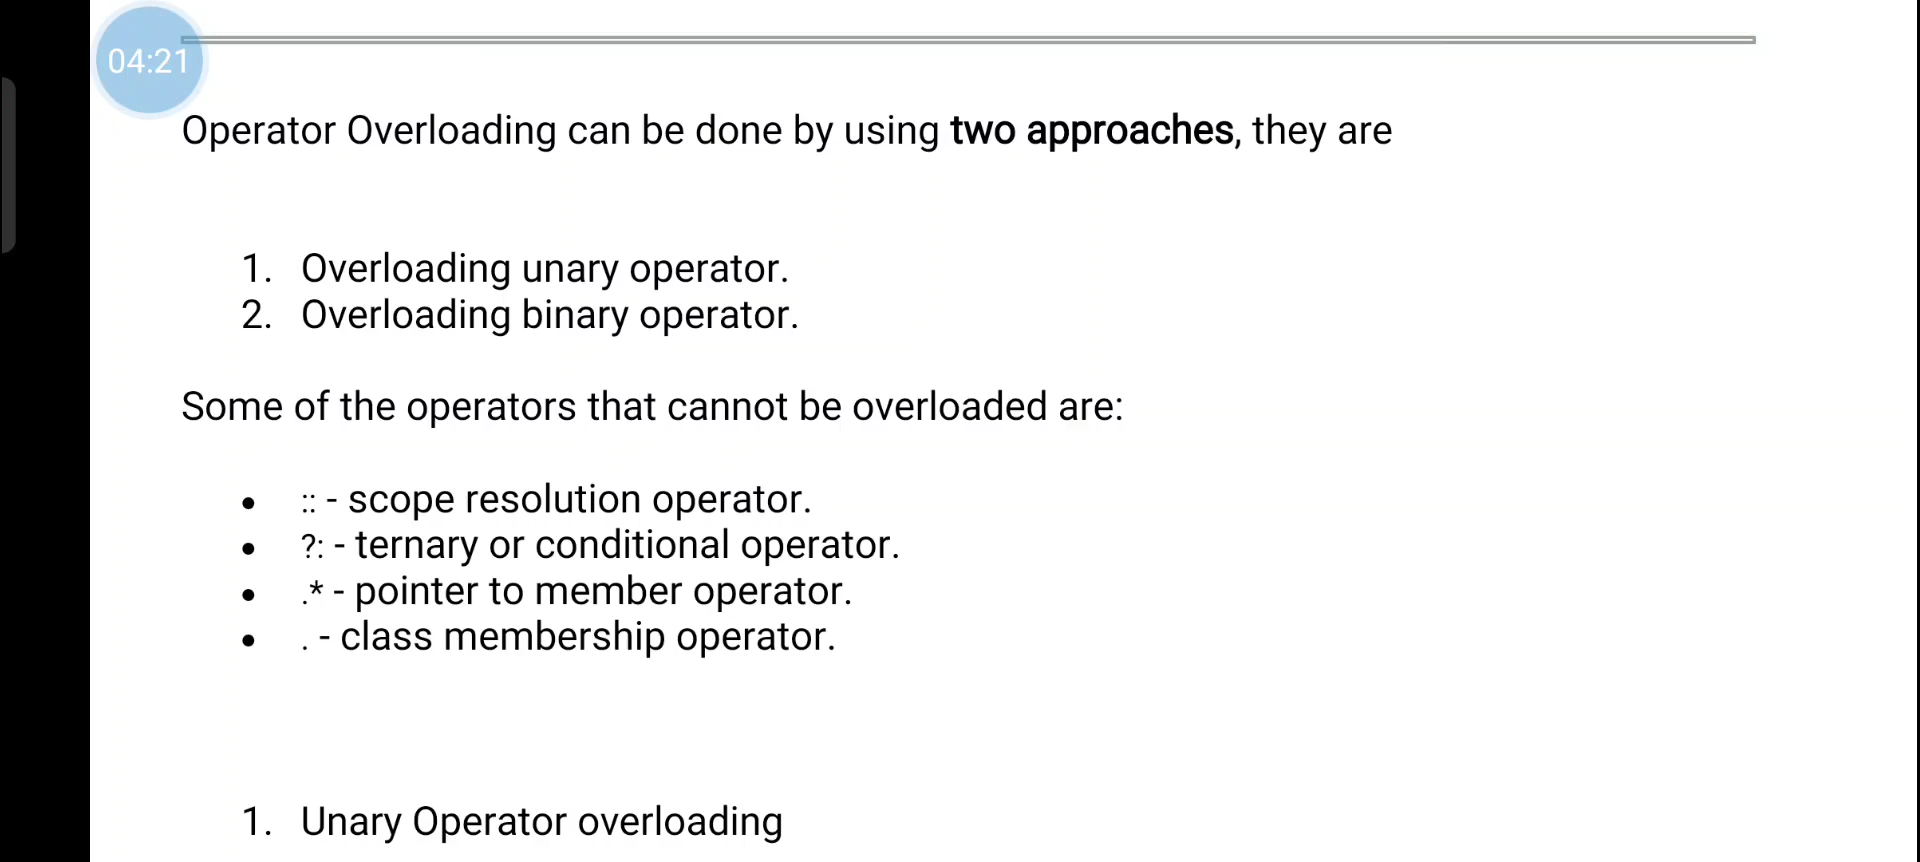 04:21
Operator Overloading can be done by using two approaches, they are
1. Overloading unary operator.
2. Overloading binary operator.
Some of the operators that cannot be overloaded are:
• :: - scope resolution operator.
• ?: - ternary or conditional operator.
• .* - pointer to member operator.
• . - class membership operator.
1. Unary Operator overloading